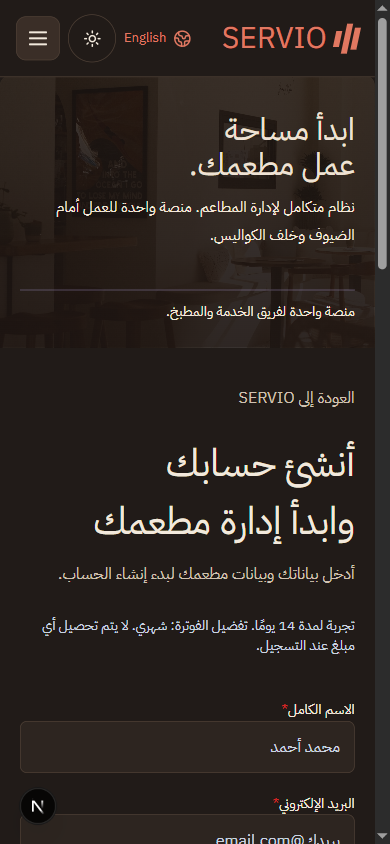 English
SERVIO
ابدأ مساحة
عمل مطعمك.
نظام متكامل لإدارة المطاعم. منصة واحدة للعمل أمام
الضيوف وخلف الكواليس.
منصة واحدة لفريق الخدمة والمطبخ.
العودة إلى SERVIO
أنشئ حسابك
وابدأ إدارة مطعمك
أدخل بياناتك وبيانات مطعمك لبدء إنشاء الحساب.
تجربة لمدة 14 يومًا. تفضيل الفوترة: شهري. لا يتم تحصيل أي
مبلغ عند التسجيل.
الاسم الكامل*
محمد أحمد
البريد الإلكتروني*
N
بريدك@email.com